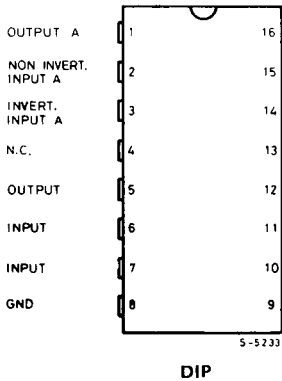 OUTPUT A 1 16
NON INVERT.
INPUT A 2 15
INVERT.
INPUT A 3 14
N.C. 4 13
OUTPUT 5 12
INPUT 6 11
INPUT 7 10
GND 8 9
S-5233
DIP